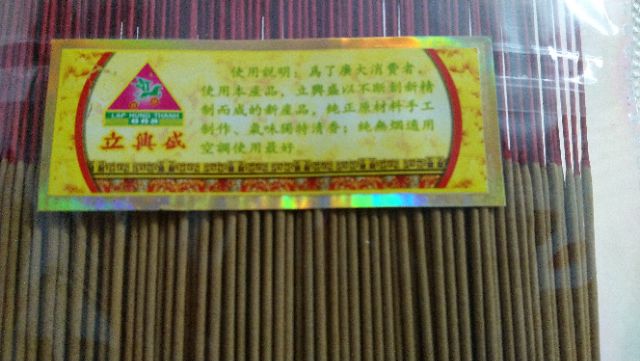 使用說明：為了廣大消費者。
使用本產品，立興盛以不斷創新精
制而成的新產品，純正原材料手工
制作、氣味獨特清香；純無烟適用
空調使用最好
LAP HUNG THANH
立興盛